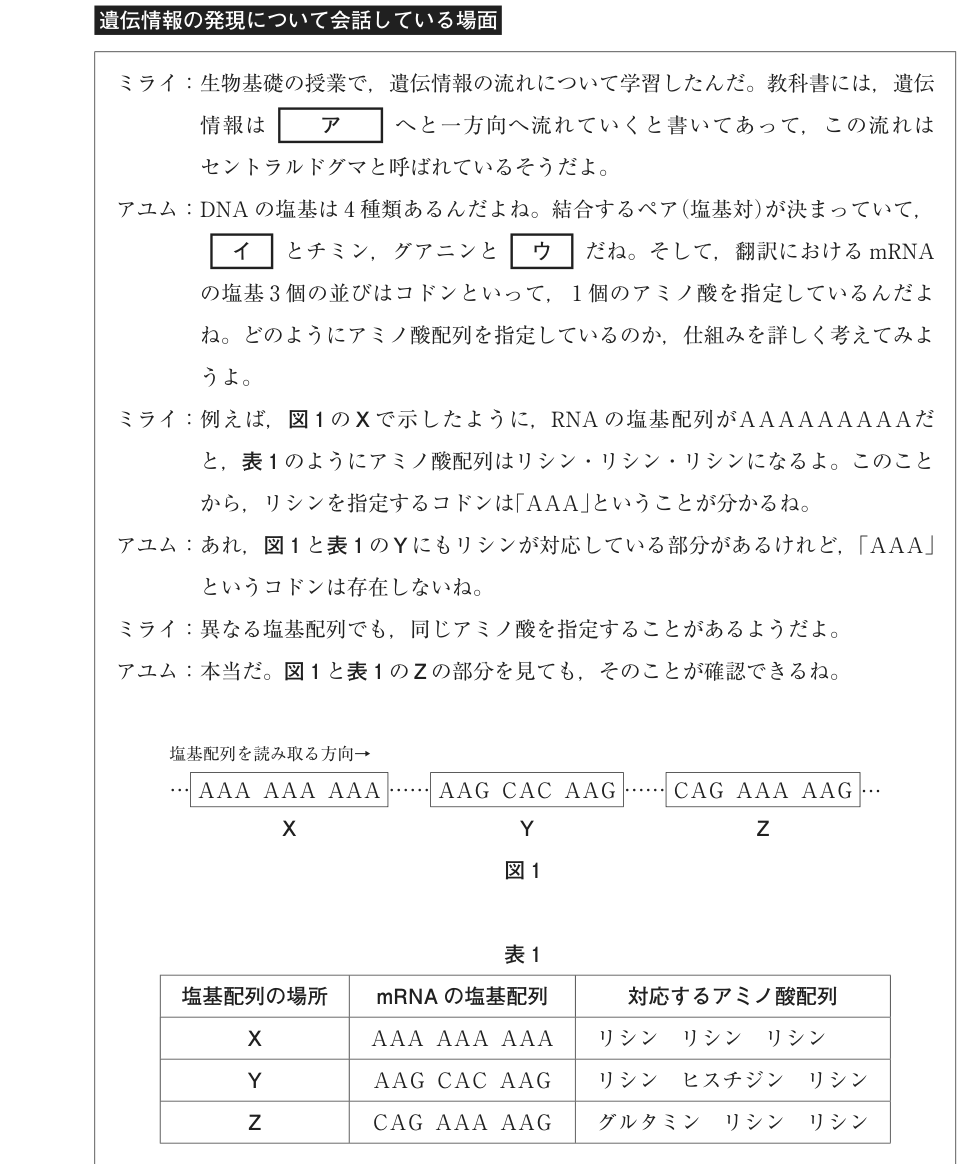 遺伝情報の発現について会話している場面
ミライ：生物基礎の授業で，遺伝情報の流れについて学習したんだ。教科書には，遺伝
情報は ア へと一方向へ流れていくと書いてあって，この流れは
セントラルドグマと呼ばれているそうだよ。
アユム：DNAの塩基は4種類あるんだよね。結合するペア(塩基対)が決まっていて，
イ とチミン，グアニンと ウ だね。そして，翻訳における mRNA
の塩基3個の並びはコドンといって，1個のアミノ酸を指定しているんだよ
ね。どのようにアミノ酸配列を指定しているのか，仕組みを詳しく考えてみよ
うよ。
ミライ：例えば，図1のXで示したように，RNAの塩基配列がAAAAAAAAAだ
と，表1のようにアミノ酸配列はリシン・リシン・リシンになるよ。このこと
から，リシンを指定するコドンは「AAA」ということが分かるね。
アユム：あれ，図1と表1のYにもリシンが対応している部分があるけれど，「AAA」
というコドンは存在しないね。
ミライ：異なる塩基配列でも，同じアミノ酸を指定することがあるようだよ。
アユム：本当だ。図1と表1のZの部分を見ても，そのことが確認できるね。
塩基配列を読み取る方向→
… AAA AAA AAA …… AAG CAC AAG …… CAG AAA AAG …
X Y Z
図1
表1
塩基配列の場所 mRNAの塩基配列 対応するアミノ酸配列
X AAA AAA AAA リシン リシン リシン
Y AAG CAC AAG リシン ヒスチジン リシン
Z CAG AAA AAG グルタミン リシン リシン